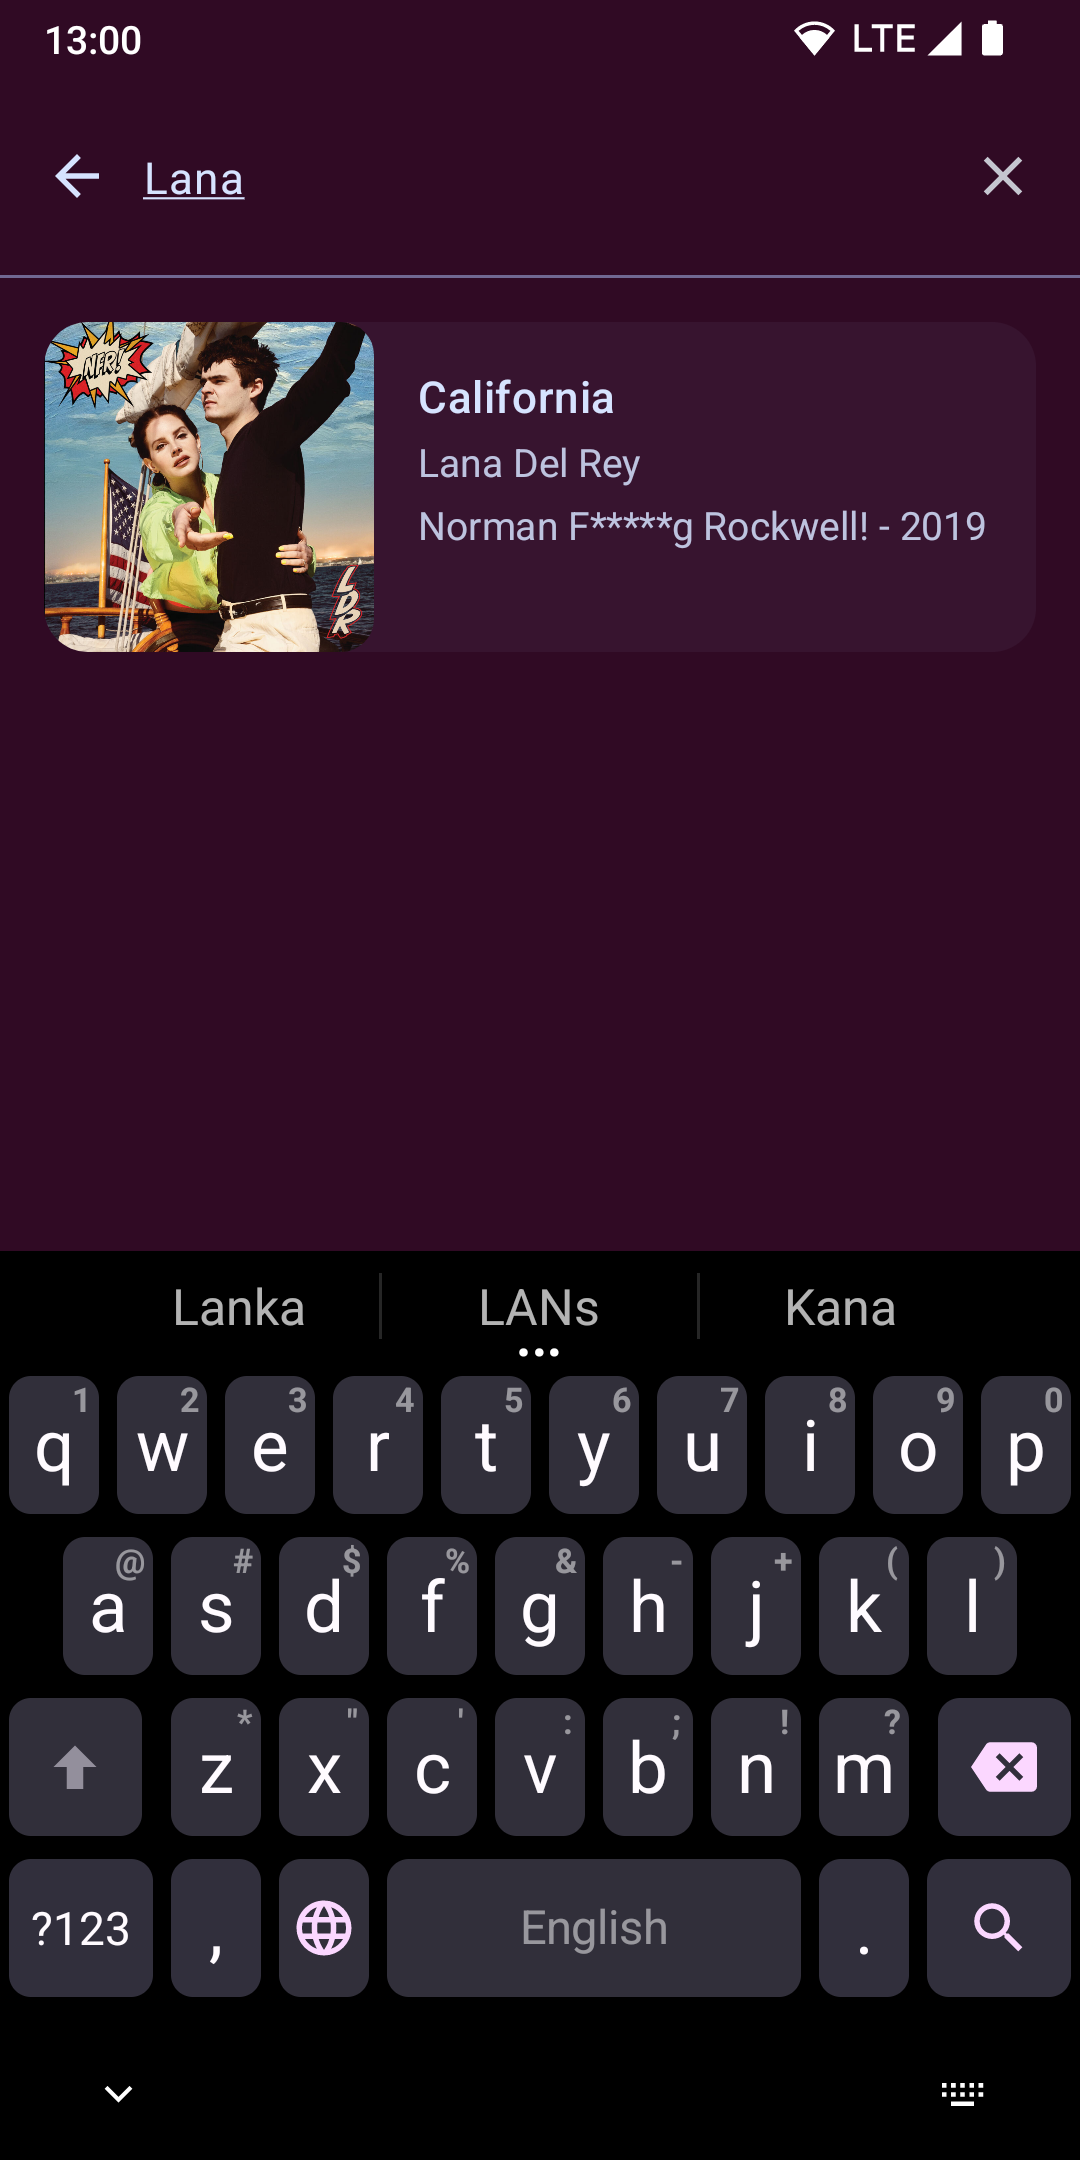 13:00 LTE
Lana
NFR!
California
Lana Del Rey
Norman F*****g Rockwell! - 2019
LDR
Lanka LANs Kana
1 2 3 4 5 6 7 8 9 0
q w e r t y u i o p
@ # $ % & - + ( )
a s d f g h j k l
* " ' : ; ! ?
z x c v b n m
?123 , English .